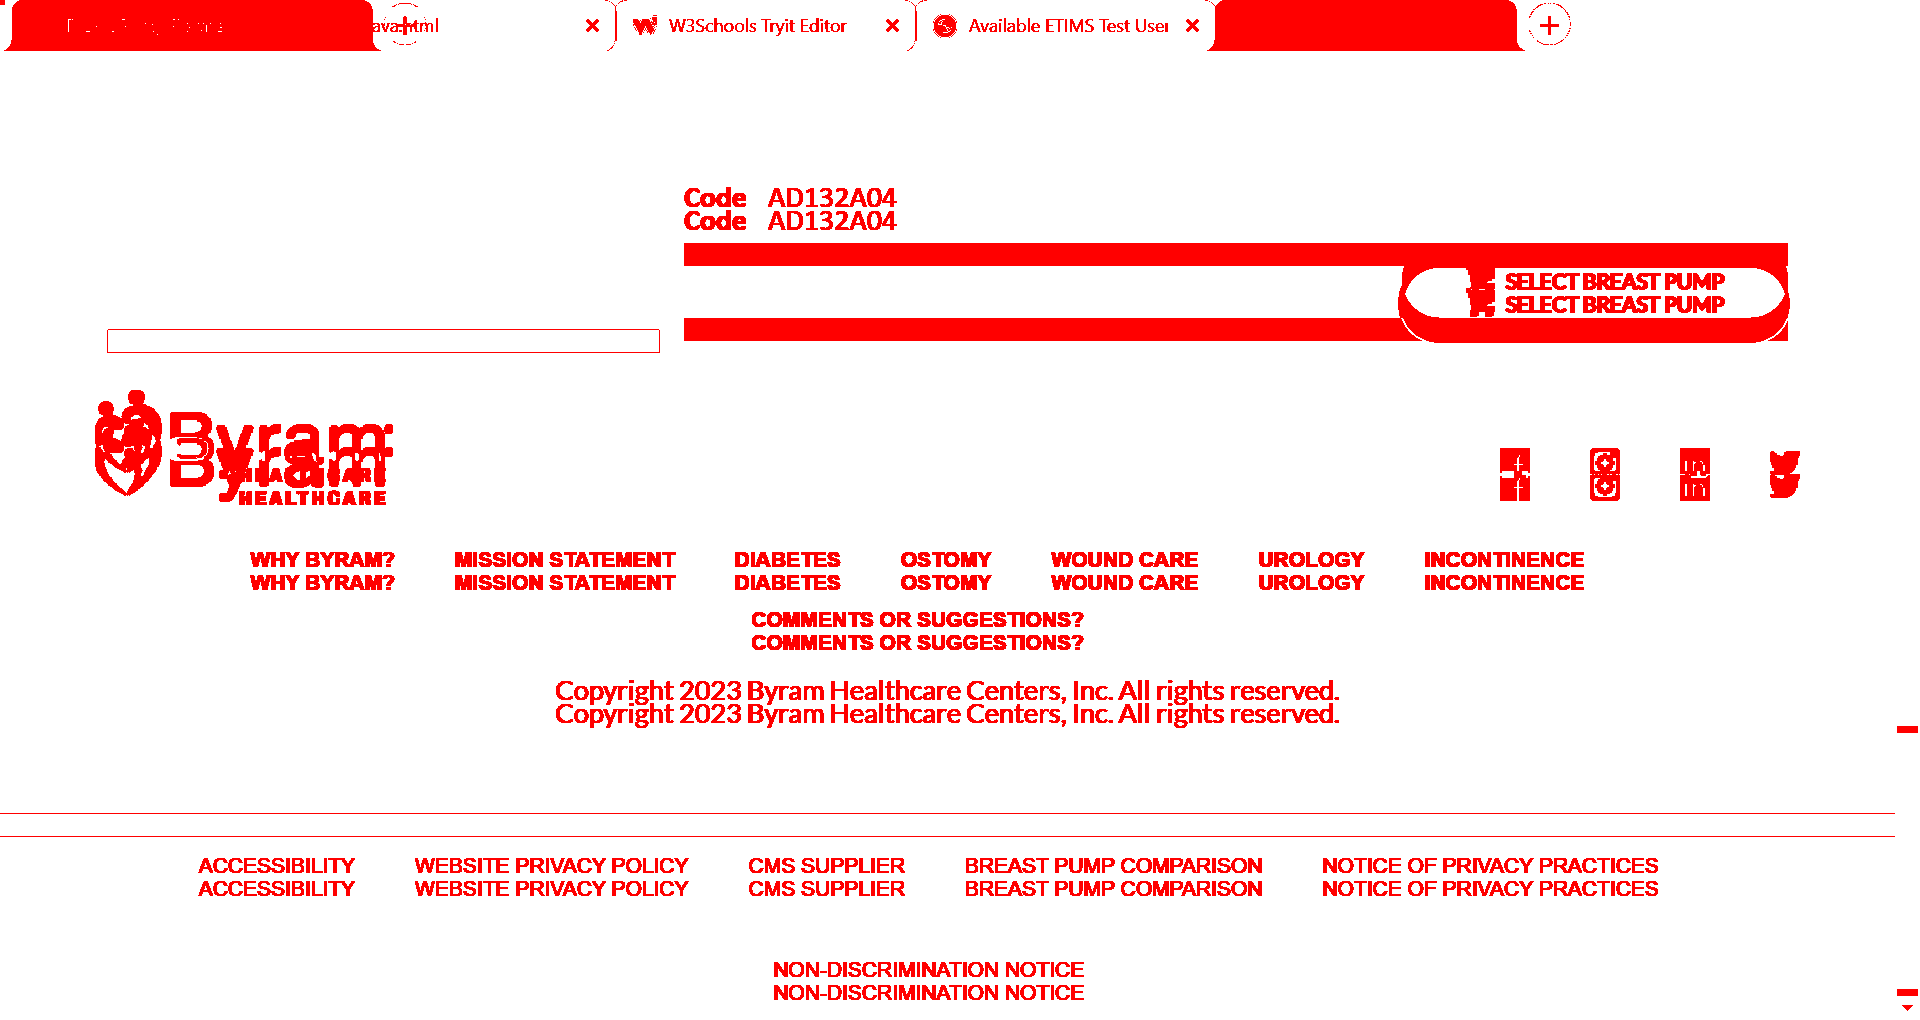 W3Schools Tryit Editor Available ETIMS Test User
Code AD132A04
Code AD132A04
SELECT BREAST PUMP
SELECT BREAST PUMP
Byram
HEALTHCARE
Byram
HEALTHCARE
WHY BYRAM? MISSION STATEMENT DIABETES OSTOMY WOUND CARE UROLOGY INCONTINENCE
WHY BYRAM? MISSION STATEMENT DIABETES OSTOMY WOUND CARE UROLOGY INCONTINENCE
COMMENTS OR SUGGESTIONS?
COMMENTS OR SUGGESTIONS?
Copyright 2023 Byram Healthcare Centers, Inc. All rights reserved.
Copyright 2023 Byram Healthcare Centers, Inc. All rights reserved.
ACCESSIBILITY WEBSITE PRIVACY POLICY CMS SUPPLIER BREAST PUMP COMPARISON NOTICE OF PRIVACY PRACTICES
ACCESSIBILITY WEBSITE PRIVACY POLICY CMS SUPPLIER BREAST PUMP COMPARISON NOTICE OF PRIVACY PRACTICES
NON-DISCRIMINATION NOTICE
NON-DISCRIMINATION NOTICE